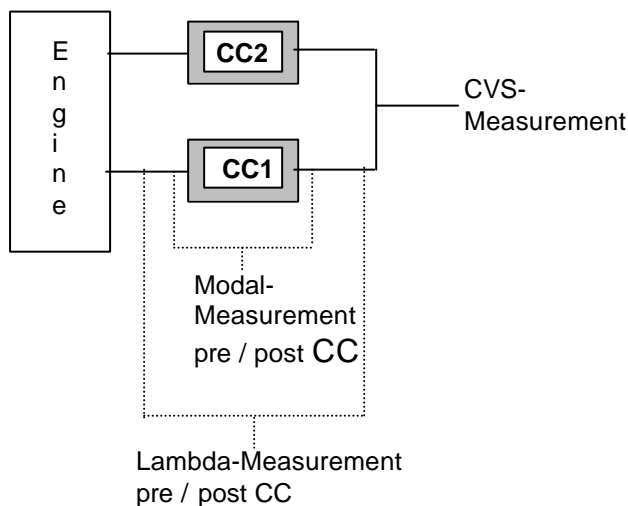 E
n
g
i
n
e
CC2
CC1
CVS-
Measurement
Modal-
Measurement
pre / post CC
Lambda-Measurement
pre / post CC